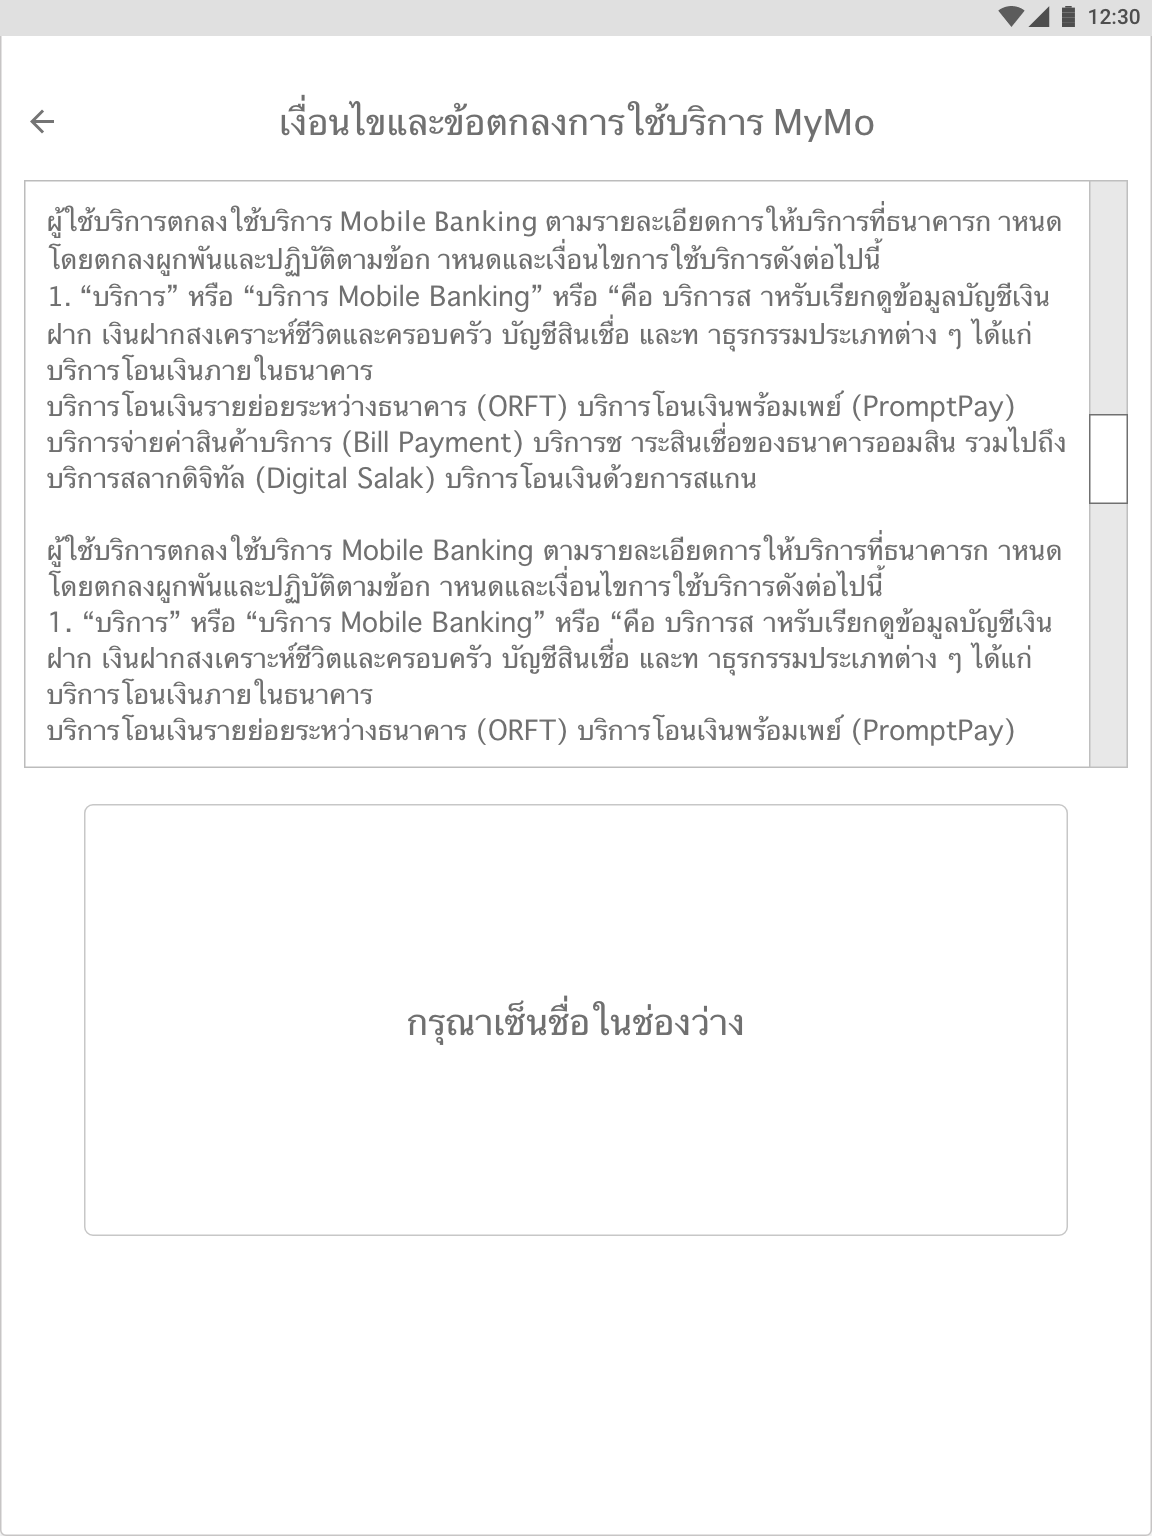 12:30
เงื่อนไขและข้อตกลงการใช้บริการ MyMo
ผู้ใช้บริการตกลงใช้บริการ Mobile Banking ตามรายละเอียดการให้บริการที่ธนาคารก าหนด
โดยตกลงผูกพันและปฏิบัติตามข้อก าหนดและเงื่อนไขการใช้บริการดังต่อไปนี้
1. “บริการ” หรือ “บริการ Mobile Banking” หรือ “คือ บริการส าหรับเรียกดูข้อมูลบัญชีเงิน
ฝาก เงินฝากสงเคราะห์ชีวิตและครอบครัว บัญชีสินเชื่อ และท าธุรกรรมประเภทต่าง ๆ ได้แก่
บริการโอนเงินภายในธนาคาร
บริการโอนเงินรายย่อยระหว่างธนาคาร (ORFT) บริการโอนเงินพร้อมเพย์ (PromptPay)
บริการจ่ายค่าสินค้าบริการ (Bill Payment) บริการช าระสินเชื่อของธนาคารออมสิน รวมไปถึง
บริการสลากดิจิทัล (Digital Salak) บริการโอนเงินด้วยการสแกน
ผู้ใช้บริการตกลงใช้บริการ Mobile Banking ตามรายละเอียดการให้บริการที่ธนาคารก าหนด
โดยตกลงผูกพันและปฏิบัติตามข้อก าหนดและเงื่อนไขการใช้บริการดังต่อไปนี้
1. “บริการ” หรือ “บริการ Mobile Banking” หรือ “คือ บริการส าหรับเรียกดูข้อมูลบัญชีเงิน
ฝาก เงินฝากสงเคราะห์ชีวิตและครอบครัว บัญชีสินเชื่อ และท าธุรกรรมประเภทต่าง ๆ ได้แก่
บริการโอนเงินภายในธนาคาร
บริการโอนเงินรายย่อยระหว่างธนาคาร (ORFT) บริการโอนเงินพร้อมเพย์ (PromptPay)
กรุณาเซ็นชื่อในช่องว่าง